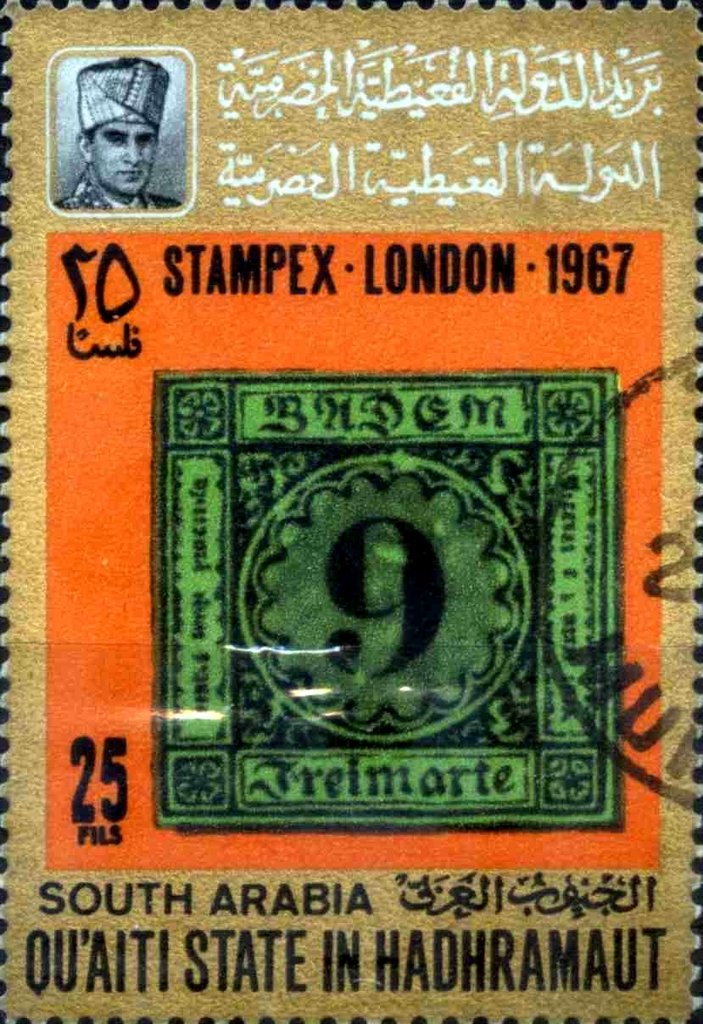 بريد الدولة القعيطية الحضرمية
الدولة القعيطية الحضرمية
٢٥
فلسا
STAMPEX · LONDON · 1967
BADEN
9
Freimarke
25
FILS
SOUTH ARABIA
الجنوب العربي
QU'AITI STATE IN HADHRAMAUT